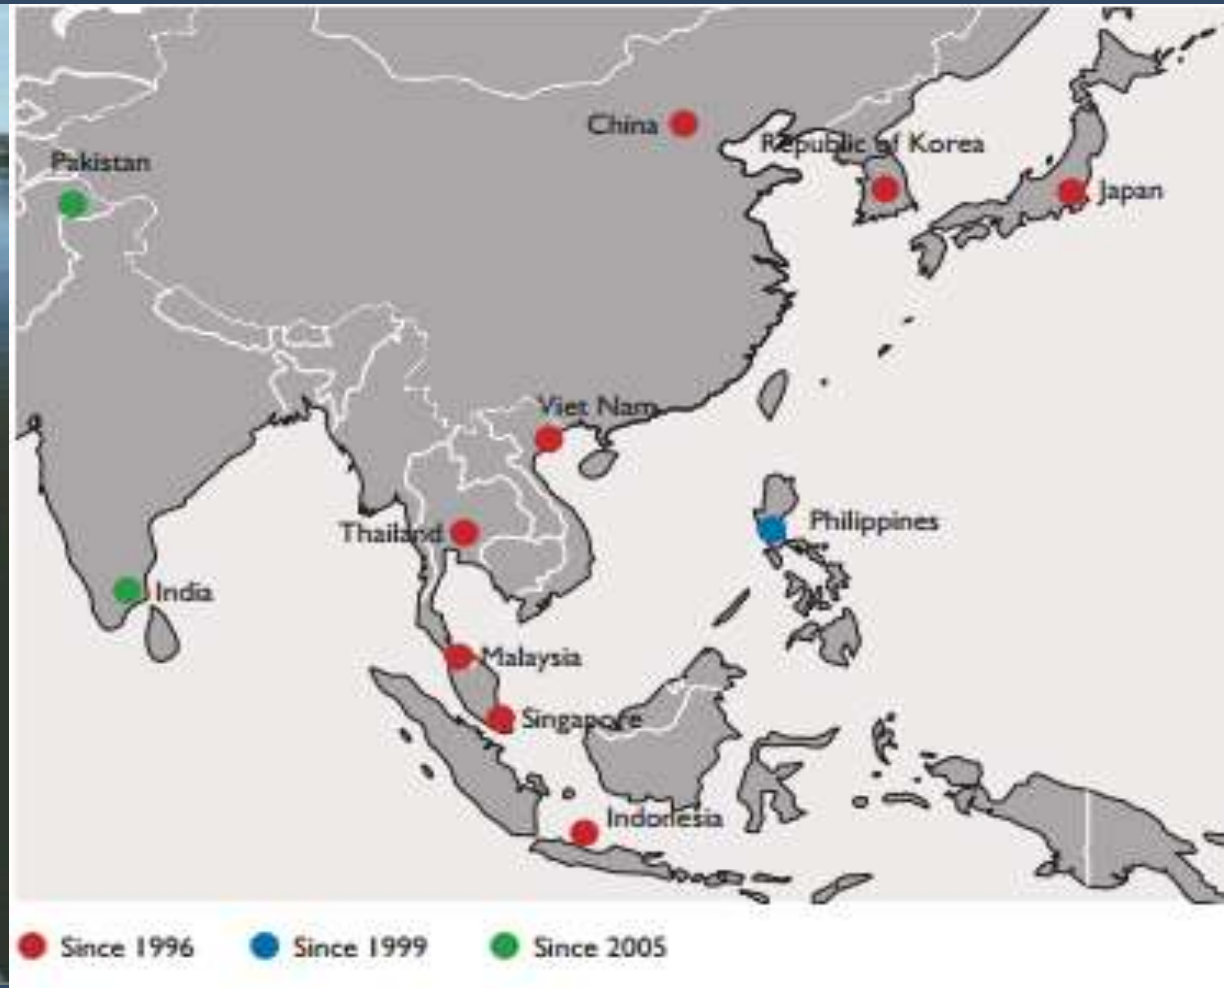 China
Republic of Korea
Pakistan
Japan
Viet Nam
Philippines
Thailand
India
Malaysia
Singapore
Indonesia
Since 1996
Since 1999
Since 2005